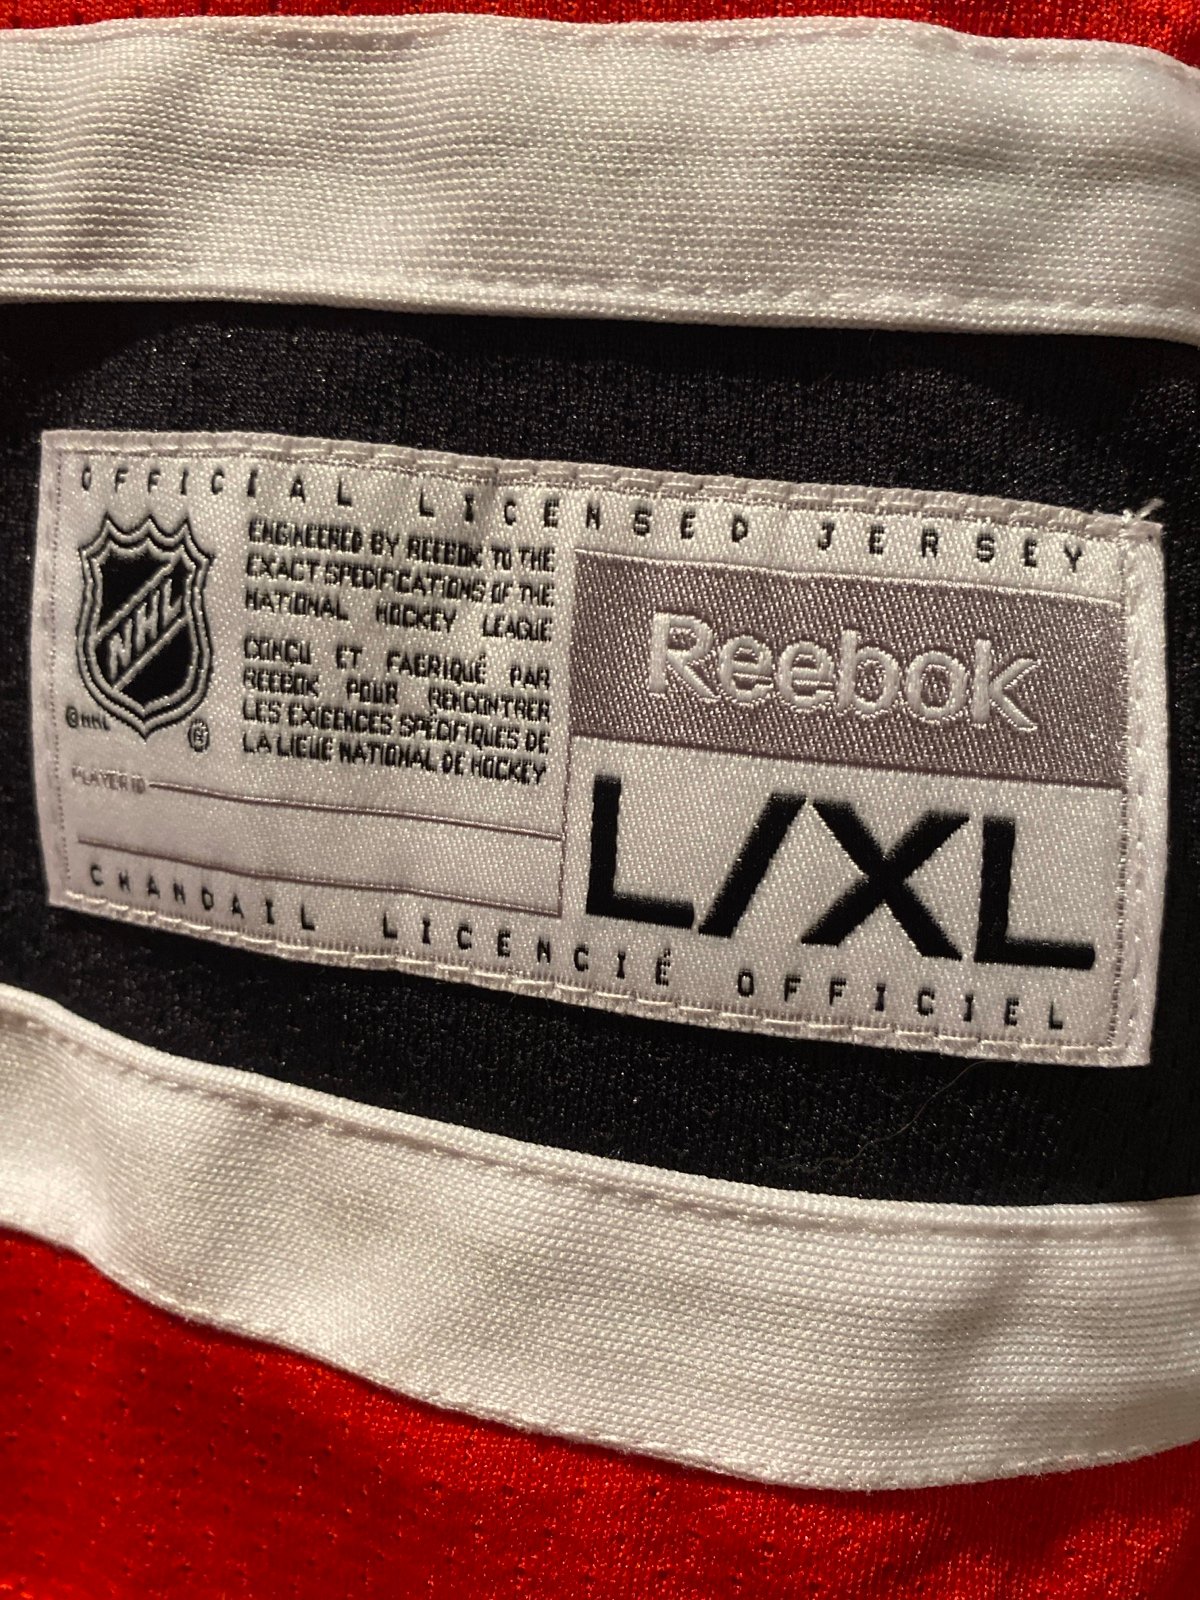 OFFICIAL LICENSED JERSEY
NHL
©NHL ®
ENGINEERED BY REEBOK TO THE
EXACT SPECIFICATIONS OF THE
NATIONAL HOCKEY LEAGUE
CONÇU ET FABRIQUÉ PAR
REEBOK POUR RENCONTRER
LES EXIGENCES SPÉCIFIQUES DE
LA LIGUE NATIONAL DE HOCKEY
PLAYER ID
Reebok
L/XL
CHANDAIL LICENCIÉ OFFICIEL